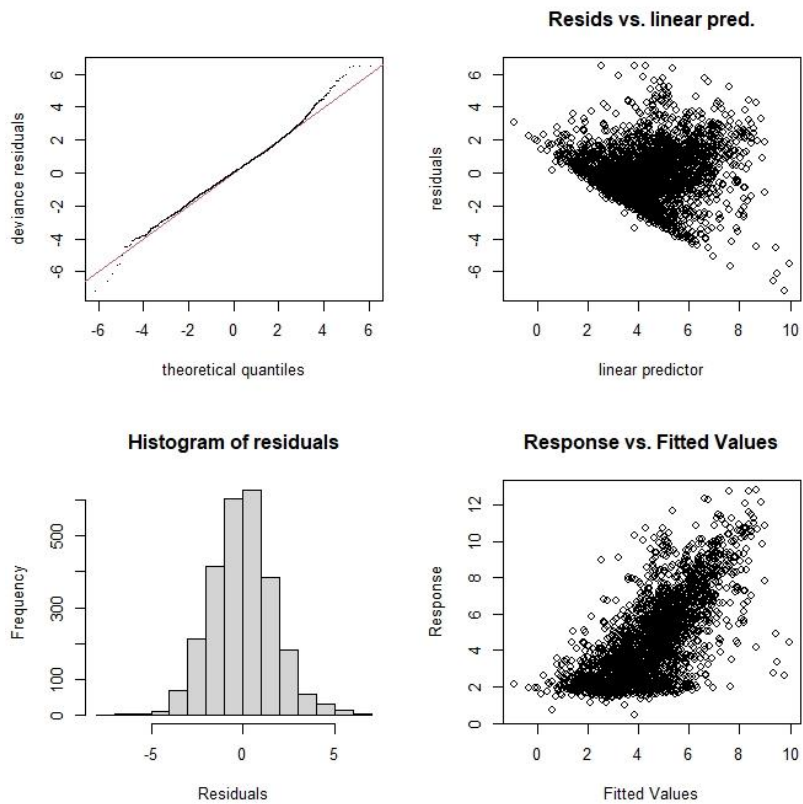 Resids vs. linear pred.
deviance residuals
6
4
2
0
-2
-4
-6
-6 -4 -2 0 2 4 6
theoretical quantiles
residuals
6
4
2
0
-2
-4
-6
0 2 4 6 8 10
linear predictor
Histogram of residuals
Frequency
500
300
100
0
-5 0 5
Residuals
Response vs. Fitted Values
Response
12
10
8
6
4
2
0
0 2 4 6 8 10
Fitted Values